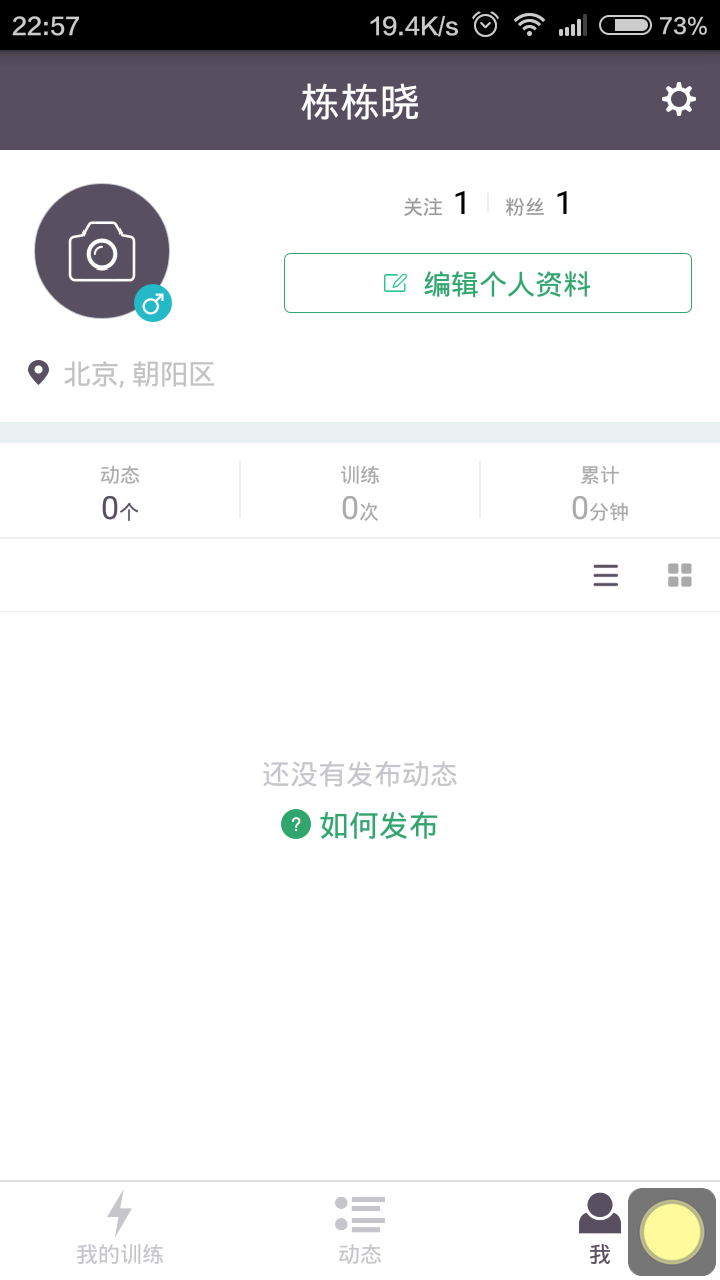 22:57 19.4K/s 73%
栋栋晓
关注 1 粉丝 1
编辑个人资料
北京, 朝阳区
动态 训练 累计
0个 0次 0分钟
还没有发布动态
? 如何发布
我的训练 动态 我